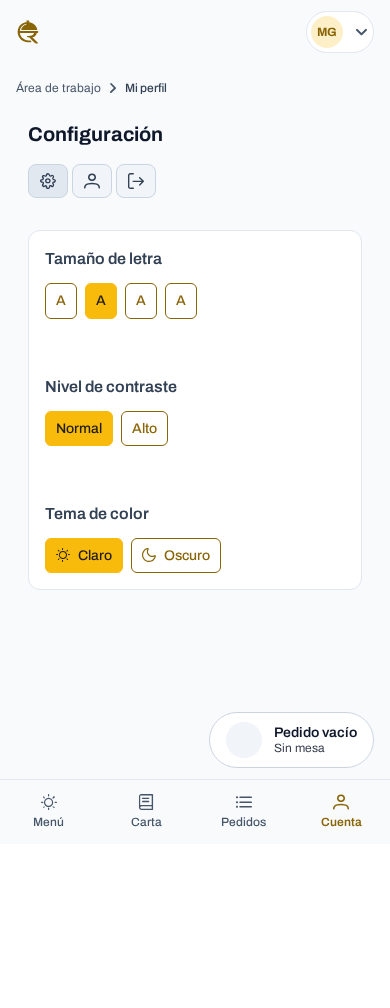 MG
Área de trabajo
Mi perfil
Configuración
Tamaño de letra
A A A A
Nivel de contraste
Normal
Alto
Tema de color
Claro
Oscuro
Pedido vacío
Sin mesa
Menú
Carta
Pedidos
Cuenta